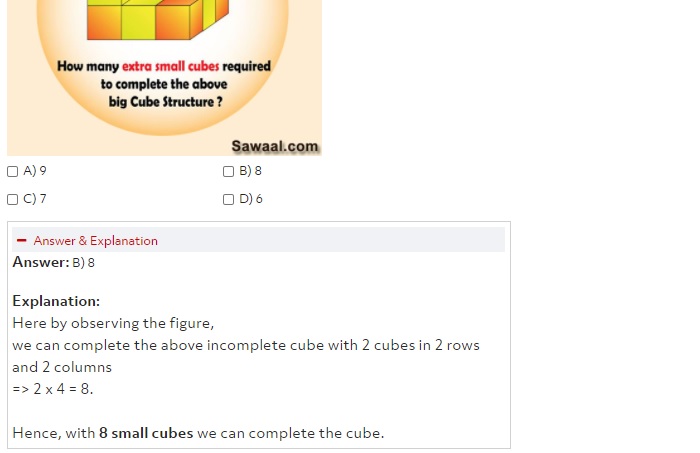 How many extra small cubes required
to complete the above
big Cube Structure ?
Sawaal.com
A) 9
B) 8
C) 7
D) 6
− Answer & Explanation
Answer: B) 8
Explanation:
Here by observing the figure,
we can complete the above incomplete cube with 2 cubes in 2 rows
and 2 columns
=> 2 x 4 = 8.
Hence, with 8 small cubes we can complete the cube.